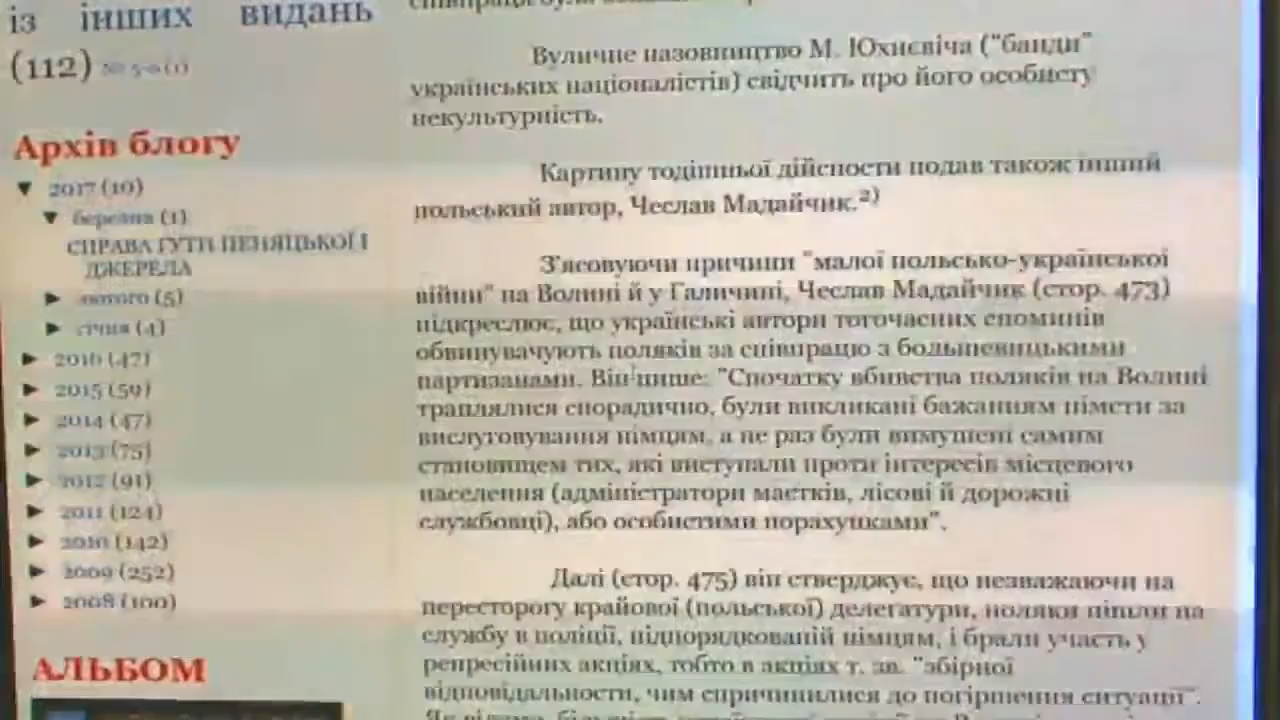 із інших видань
(112) № 5-6 (1)
Архів блогу
▼ 2017 (10)
▼ березня (1)
СПРАВА ГУТИ ПЕНЯЦЬКОЇ І
ДЖЕРЕЛА
► лютого (5)
► січня (4)
► 2016 (47)
► 2015 (59)
► 2014 (47)
► 2013 (75)
► 2012 (91)
► 2011 (124)
► 2010 (142)
► 2009 (252)
► 2008 (100)
АЛЬБОМ
Вуличне назовництво М. Юхнєвіча ("банди"
українських націоналістів) свідчить про його особисту
некультурність.
Картину тодішньої дійсности подав також інший
польський автор, Чеслав Мадайчик.2)
З'ясовуючи причини "малої польсько-української
війни" на Волині й у Галичині, Чеслав Мадайчик (стор. 473)
підкреслює, що українські автори тогочасних споминів
обвинувачують поляків за співпрацю з большевицькими
партизанами. Він пише: "Спочатку вбивства поляків на Волині
траплялися спорадично, були викликані бажанням пімсти за
вислуговування німцям, а не раз були вимушені самим
становищем тих, які виступали проти інтересів місцевого
населення (адміністратори маєтків, лісові й дорожні
службовці), або особистими порахунками".
Далі (стор. 475) він стверджує, що незважаючи на
пересторогу крайової (польської) делегатури, поляки пішли на
службу в поліції, підпорядкованій німцям, і брали участь у
репресійних акціях, тобто в акціях т. зв. "збірної
відповідальности, чим спричинилися до погіршення ситуації".